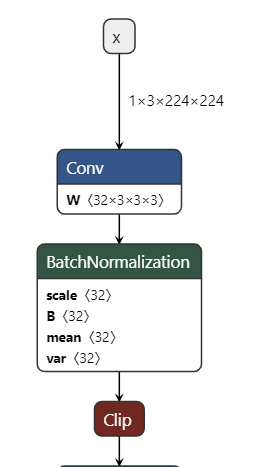 x
1×3×224×224
Conv
W〈32×3×3×3〉
BatchNormalization
scale〈32〉
B〈32〉
mean〈32〉
var〈32〉
Clip